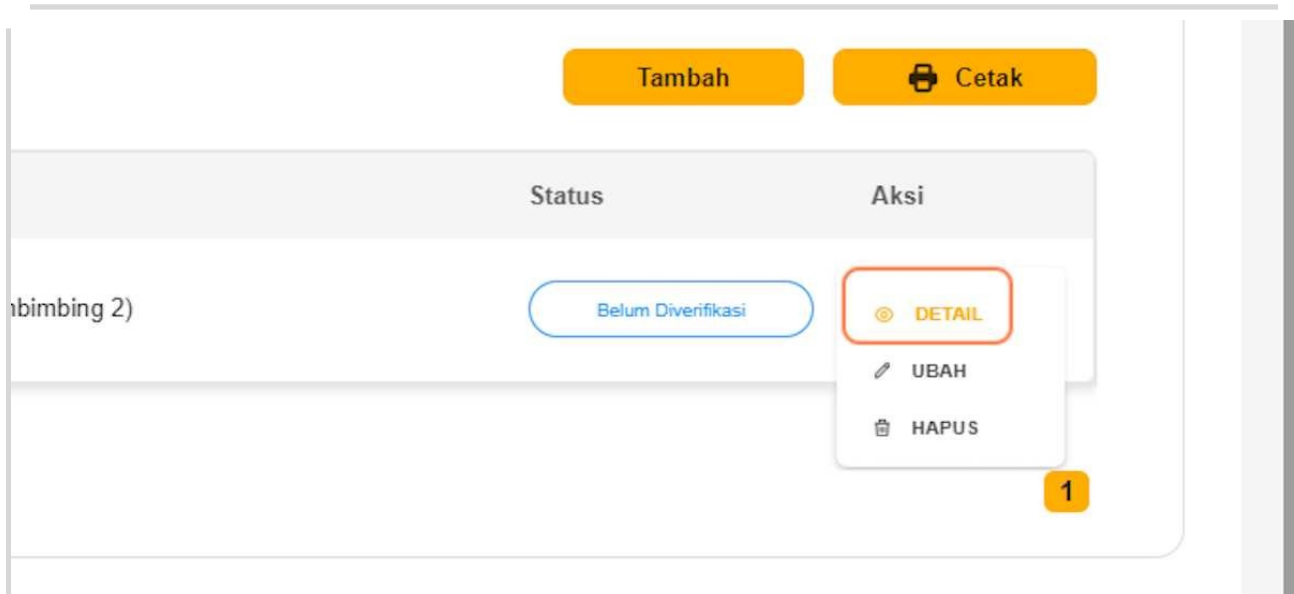 Tambah
Cetak
Status
Aksi
bimbing 2)
Belum Diverifikasi
DETAIL
UBAH
HAPUS
1